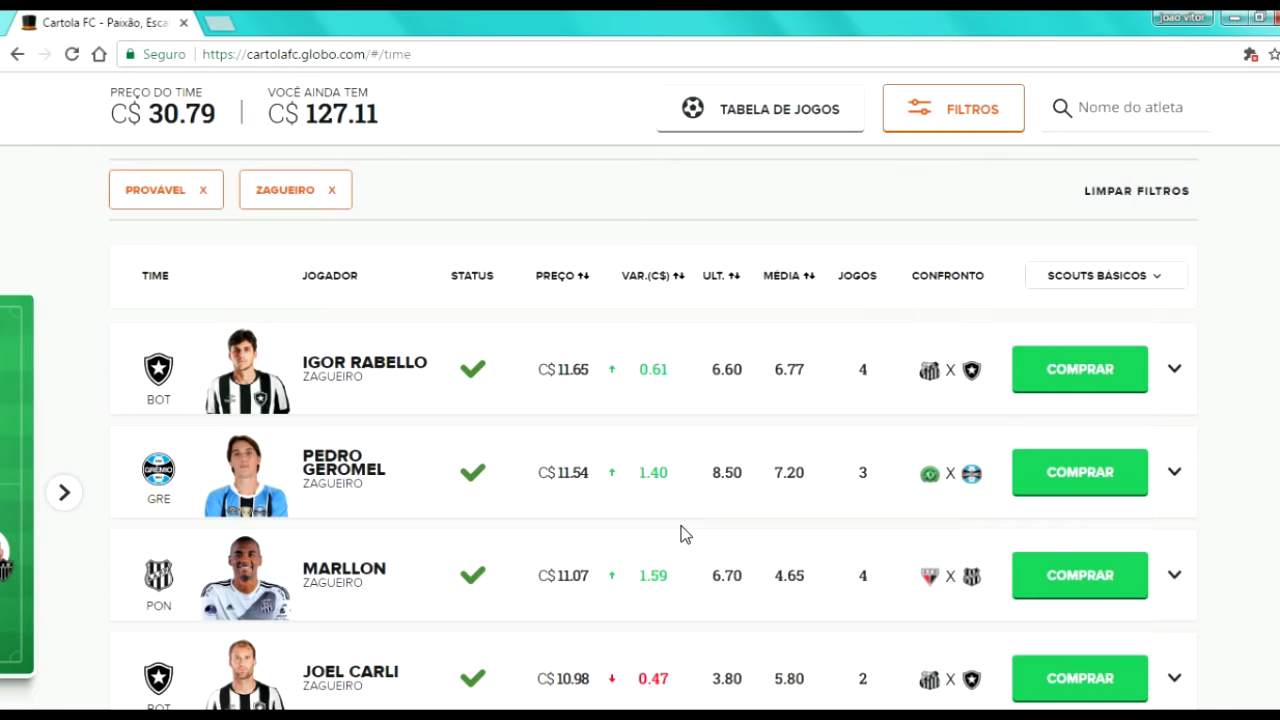 Cartola FC - Paixão, Esca
joao vitor
Seguro
https://cartolafc.globo.com/#/time
PREÇO DO TIME
C$ 30.79
VOCÊ AINDA TEM
C$ 127.11
TABELA DE JOGOS
FILTROS
Nome do atleta
PROVÁVEL X
ZAGUEIRO X
LIMPAR FILTROS
TIME JOGADOR STATUS PREÇO VAR.(C$) ULT. MÉDIA JOGOS CONFRONTO SCOUTS BÁSICOS
BOT
IGOR RABELLO
ZAGUEIRO
C$ 11.65 0.61 6.60 6.77 4 X COMPRAR
GRE
PEDRO
GEROMEL
ZAGUEIRO
C$ 11.54 1.40 8.50 7.20 3 X COMPRAR
PON
MARLLON
ZAGUEIRO
C$ 11.07 1.59 6.70 4.65 4 X COMPRAR
BOT
JOEL CARLI
ZAGUEIRO
C$ 10.98 0.47 3.80 5.80 2 X COMPRAR